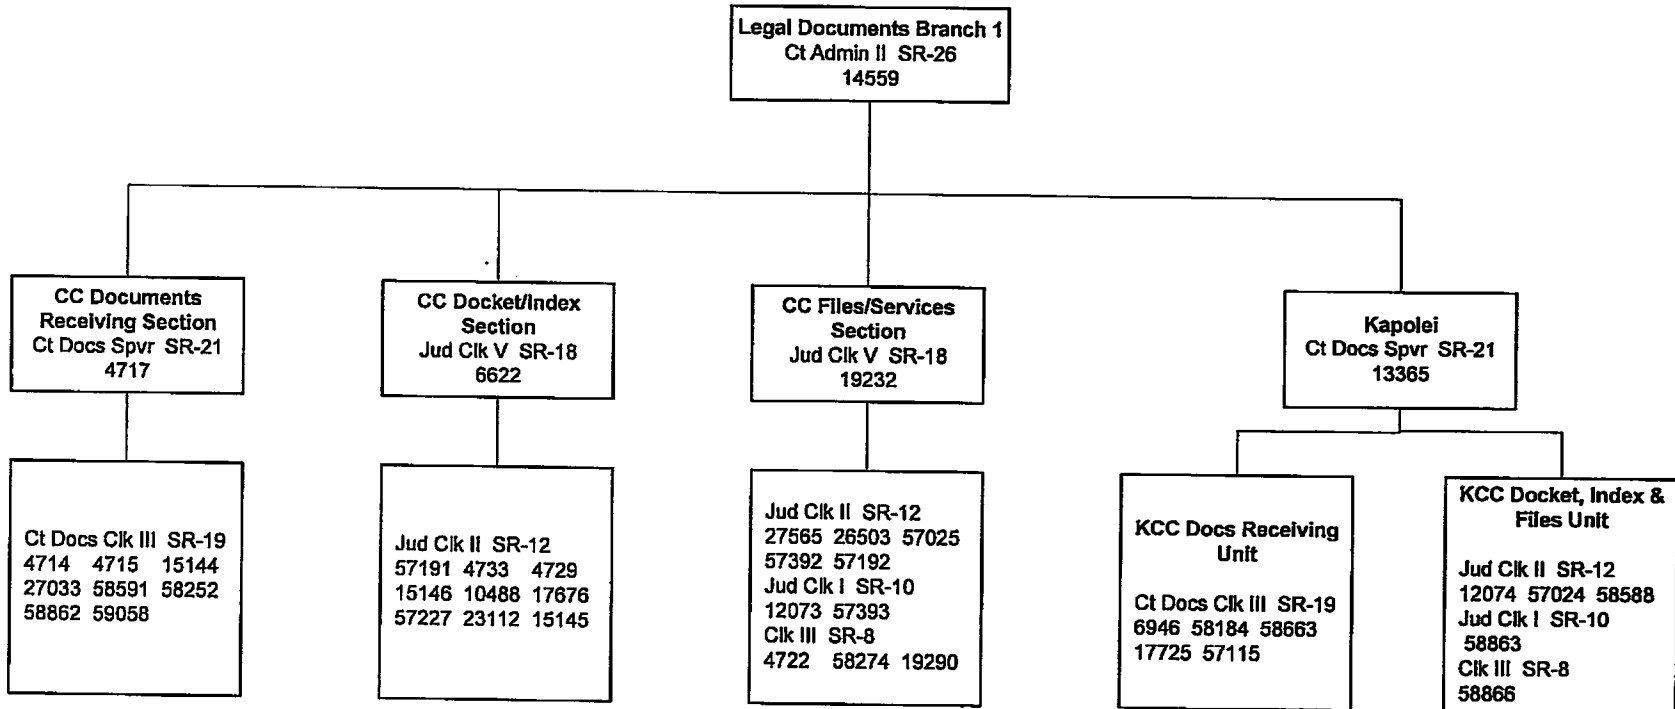 Legal Documents Branch 1
Ct Admin II SR-26
14559
CC Documents
Receiving Section
Ct Docs Spvr SR-21
4717
CC Docket/Index
Section
Jud Clk V SR-18
6622
CC Files/Services
Section
Jud Clk V SR-18
19232
Kapolei
Ct Docs Spvr SR-21
13365
Ct Docs Clk III SR-19
4714 4715 15144
27033 58591 58252
58862 59058
Jud Clk II SR-12
57191 4733 4729
15146 10488 17676
57227 23112 15145
Jud Clk II SR-12
27565 26503 57025
57392 57192
Jud Clk I SR-10
12073 57393
Clk III SR-8
4722 58274 19290
KCC Docs Receiving
Unit
Ct Docs Clk III SR-19
6946 58184 58663
17725 57115
KCC Docket, Index &
Files Unit
Jud Clk II SR-12
12074 57024 58588
Jud Clk I SR-10
58863
Clk III SR-8
58866